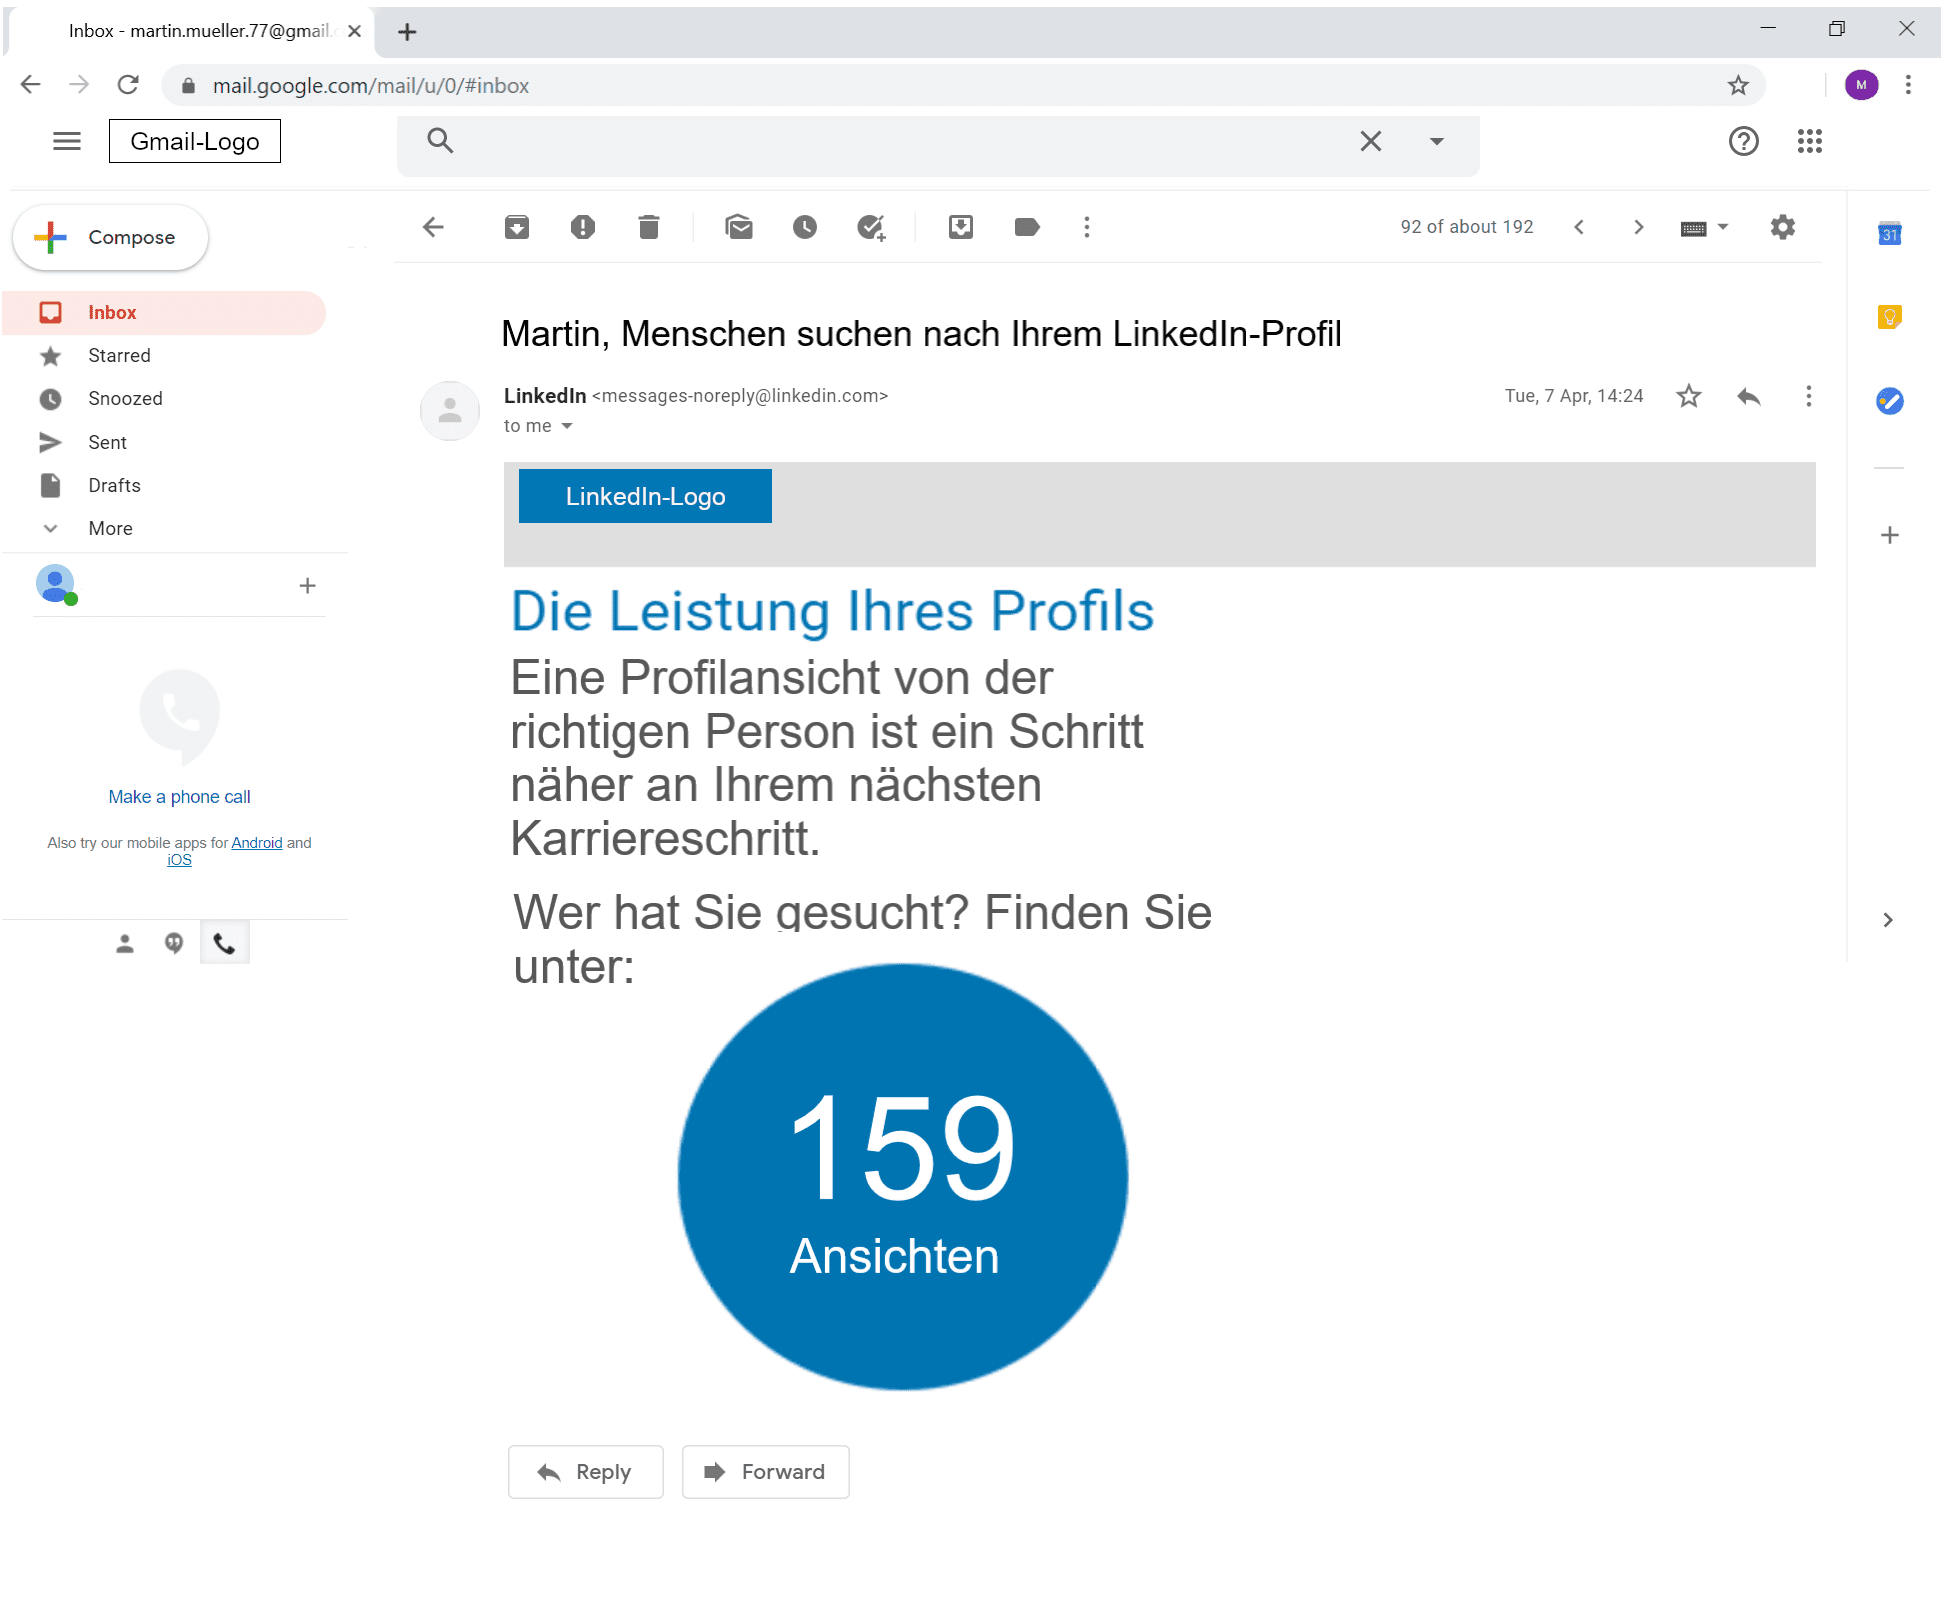 Inbox - martin.mueller.77@gmail.c
mail.google.com/mail/u/0/#inbox
M
Gmail-Logo
Compose
92 of about 192
31
Inbox
Starred
Snoozed
Sent
Drafts
More
Make a phone call
Also try our mobile apps for Android and
iOS
Martin, Menschen suchen nach Ihrem LinkedIn-Profil
LinkedIn <messages-noreply@linkedin.com>
Tue, 7 Apr, 14:24
to me
LinkedIn-Logo
Die Leistung Ihres Profils
Eine Profilansicht von der
richtigen Person ist ein Schritt
näher an Ihrem nächsten
Karriereschritt.
Wer hat Sie gesucht? Finden Sie
unter:
159
Ansichten
Reply
Forward